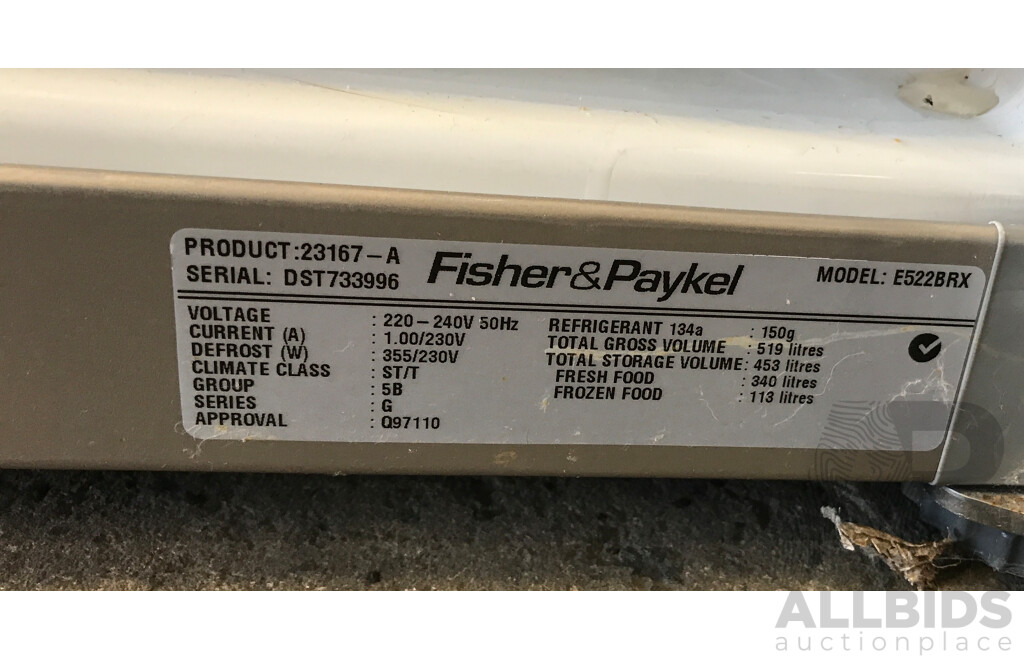 PRODUCT:23167-A
SERIAL: DST733996
Fisher&Paykel
MODEL: E522BRX
VOLTAGE : 220-240V 50Hz
CURRENT (A) : 1.00/230V
DEFROST (W) : 355/230V
CLIMATE CLASS : ST/T
GROUP : 5B
SERIES : G
APPROVAL : Q97110
REFRIGERANT 134a : 150g
TOTAL GROSS VOLUME : 519 litres
TOTAL STORAGE VOLUME : 453 litres
FRESH FOOD : 340 litres
FROZEN FOOD : 113 litres
ALLBIDS
auctionplace